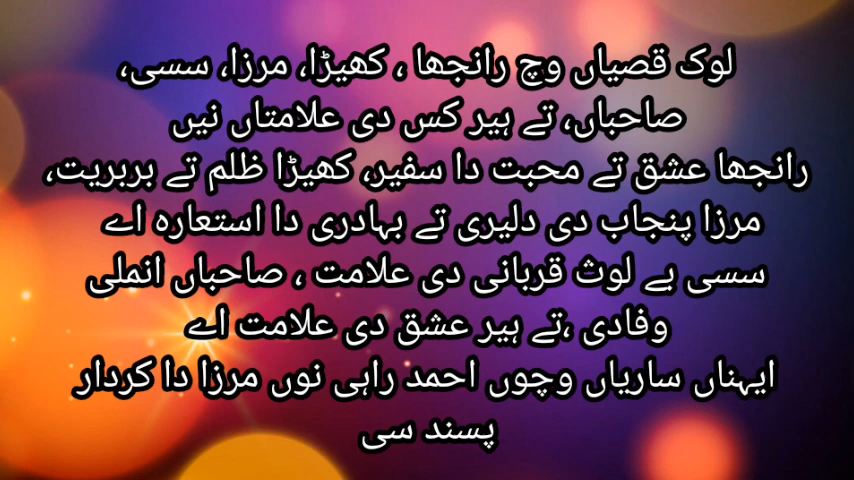 لوک قصیاں وچ رانجھا ، کھیڑا، مرزا، سسی،
صاحباں، تے ہیر کس دی علامتاں نیں
رانجھا عشق تے محبت دا سفیر، کھیڑا ظلم تے بربریت،
مرزا پنجاب دی دلیری تے بہادری دا استعارہ اے
سسی بے لوث قربانی دی علامت ، صاحباں انملی
وفادی ،تے ہیر عشق دی علامت اے
ایہناں ساریاں وچوں احمد راہی نوں مرزا دا کردار
پسند سی